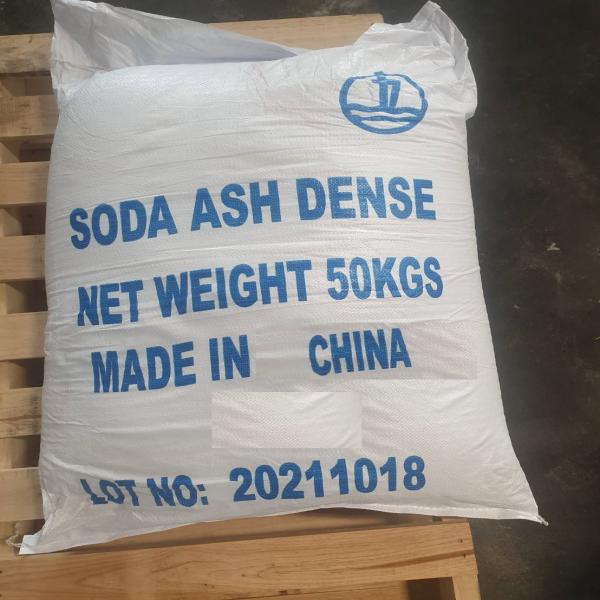 SODA ASH DENSE
NET WEIGHT 50KGS
MADE IN CHINA
LOT NO: 20211018